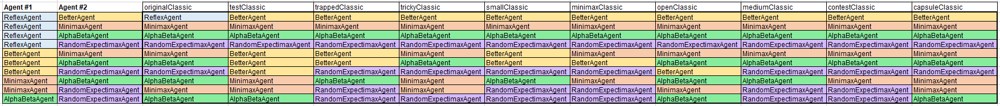 Agent #1 Agent #2 originalClassic testClassic trappedClassic trickyClassic smallClassic minimaxClassic openClassic mediumClassic contestClassic capsuleClassic
ReflexAgent BetterAgent ReflexAgent BetterAgent BetterAgent BetterAgent BetterAgent BetterAgent BetterAgent BetterAgent BetterAgent BetterAgent
ReflexAgent MinimaxAgent MinimaxAgent MinimaxAgent MinimaxAgent MinimaxAgent MinimaxAgent MinimaxAgent MinimaxAgent MinimaxAgent MinimaxAgent MinimaxAgent
ReflexAgent AlphaBetaAgent AlphaBetaAgent AlphaBetaAgent AlphaBetaAgent AlphaBetaAgent AlphaBetaAgent AlphaBetaAgent AlphaBetaAgent AlphaBetaAgent AlphaBetaAgent AlphaBetaAgent
ReflexAgent RandomExpectimaxAgent RandomExpectimaxAgent RandomExpectimaxAgent RandomExpectimaxAgent RandomExpectimaxAgent RandomExpectimaxAgent RandomExpectimaxAgent RandomExpectimaxAgent RandomExpectimaxAgent RandomExpectimaxAgent RandomExpectimaxAgent
BetterAgent MinimaxAgent MinimaxAgent BetterAgent BetterAgent MinimaxAgent BetterAgent MinimaxAgent MinimaxAgent MinimaxAgent MinimaxAgent MinimaxAgent
BetterAgent AlphaBetaAgent AlphaBetaAgent BetterAgent BetterAgent AlphaBetaAgent BetterAgent BetterAgent AlphaBetaAgent AlphaBetaAgent AlphaBetaAgent AlphaBetaAgent
BetterAgent RandomExpectimaxAgent RandomExpectimaxAgent BetterAgent RandomExpectimaxAgent RandomExpectimaxAgent RandomExpectimaxAgent RandomExpectimaxAgent BetterAgent RandomExpectimaxAgent RandomExpectimaxAgent RandomExpectimaxAgent
MinimaxAgent AlphaBetaAgent AlphaBetaAgent MinimaxAgent AlphaBetaAgent MinimaxAgent AlphaBetaAgent MinimaxAgent AlphaBetaAgent AlphaBetaAgent MinimaxAgent MinimaxAgent
MinimaxAgent RandomExpectimaxAgent MinimaxAgent MinimaxAgent RandomExpectimaxAgent MinimaxAgent RandomExpectimaxAgent RandomExpectimaxAgent MinimaxAgent RandomExpectimaxAgent MinimaxAgent MinimaxAgent
AlphaBetaAgent RandomExpectimaxAgent AlphaBetaAgent AlphaBetaAgent RandomExpectimaxAgent RandomExpectimaxAgent RandomExpectimaxAgent RandomExpectimaxAgent AlphaBetaAgent RandomExpectimaxAgent RandomExpectimaxAgent AlphaBetaAgent